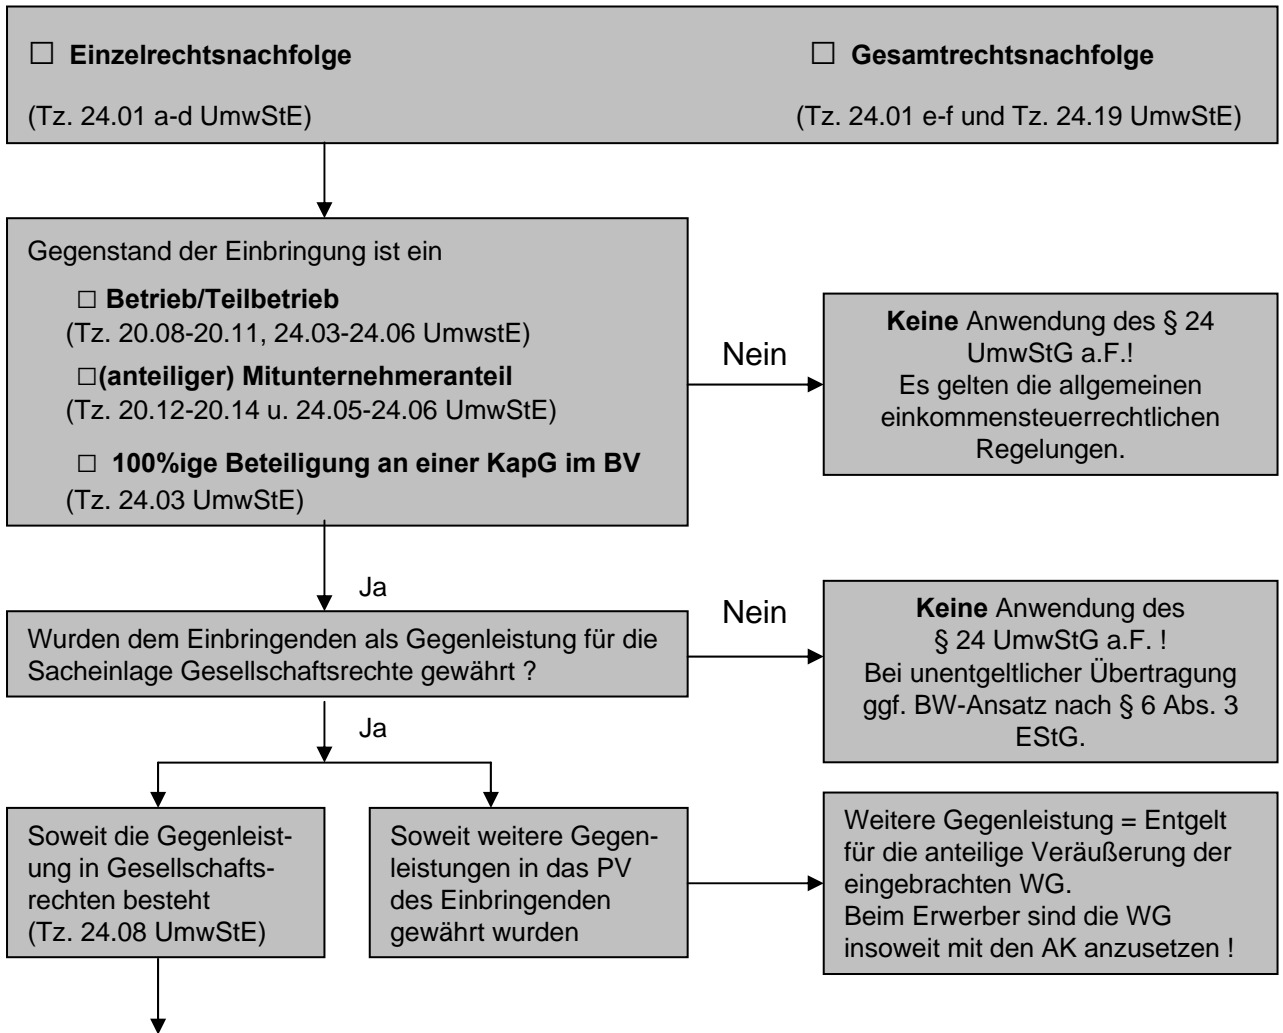 ☐ Einzelrechtsnachfolge
☐ Gesamtrechtsnachfolge
(Tz. 24.01 a-d UmwStE)
(Tz. 24.01 e-f und Tz. 24.19 UmwStE)
Gegenstand der Einbringung ist ein
☐ Betrieb/Teilbetrieb
(Tz. 20.08-20.11, 24.03-24.06 UmwstE)
☐(anteiliger) Mitunternehmeranteil
(Tz. 20.12-20.14 u. 24.05-24.06 UmwStE)
☐ 100%ige Beteiligung an einer KapG im BV
(Tz. 24.03 UmwStE)
Nein
Keine Anwendung des § 24
UmwStG a.F.!
Es gelten die allgemeinen
einkommensteuerrechtlichen
Regelungen.
Ja
Wurden dem Einbringenden als Gegenleistung für die
Sacheinlage Gesellschaftsrechte gewährt ?
Nein
Keine Anwendung des
§ 24 UmwStG a.F. !
Bei unentgeltlicher Übertragung
ggf. BW-Ansatz nach § 6 Abs. 3
EStG.
Ja
Soweit die Gegenleist-
ung in Gesellschafts-
rechten besteht
(Tz. 24.08 UmwStE)
Soweit weitere Gegen-
leistungen in das PV
des Einbringenden
gewährt wurden
Weitere Gegenleistung = Entgelt
für die anteilige Veräußerung der
eingebrachten WG.
Beim Erwerber sind die WG
insoweit mit den AK anzusetzen !